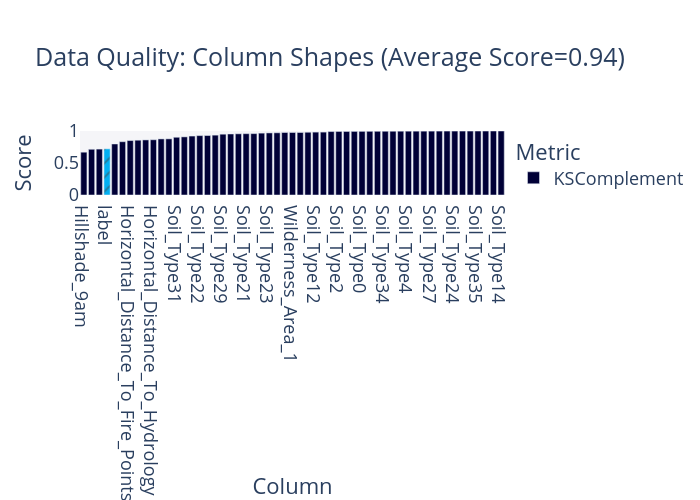 Data Quality: Column Shapes (Average Score=0.94)
Score
1
0.5
0
Metric
KSComplement
Hillshade_9am
label
Horizontal_Distance_To_Fire_Points
Horizontal_Distance_To_Hydrology
Soil_Type31
Soil_Type22
Soil_Type29
Soil_Type21
Soil_Type23
Wilderness_Area_1
Soil_Type12
Soil_Type2
Soil_Type0
Soil_Type34
Soil_Type4
Soil_Type27
Soil_Type24
Soil_Type35
Soil_Type14
Column